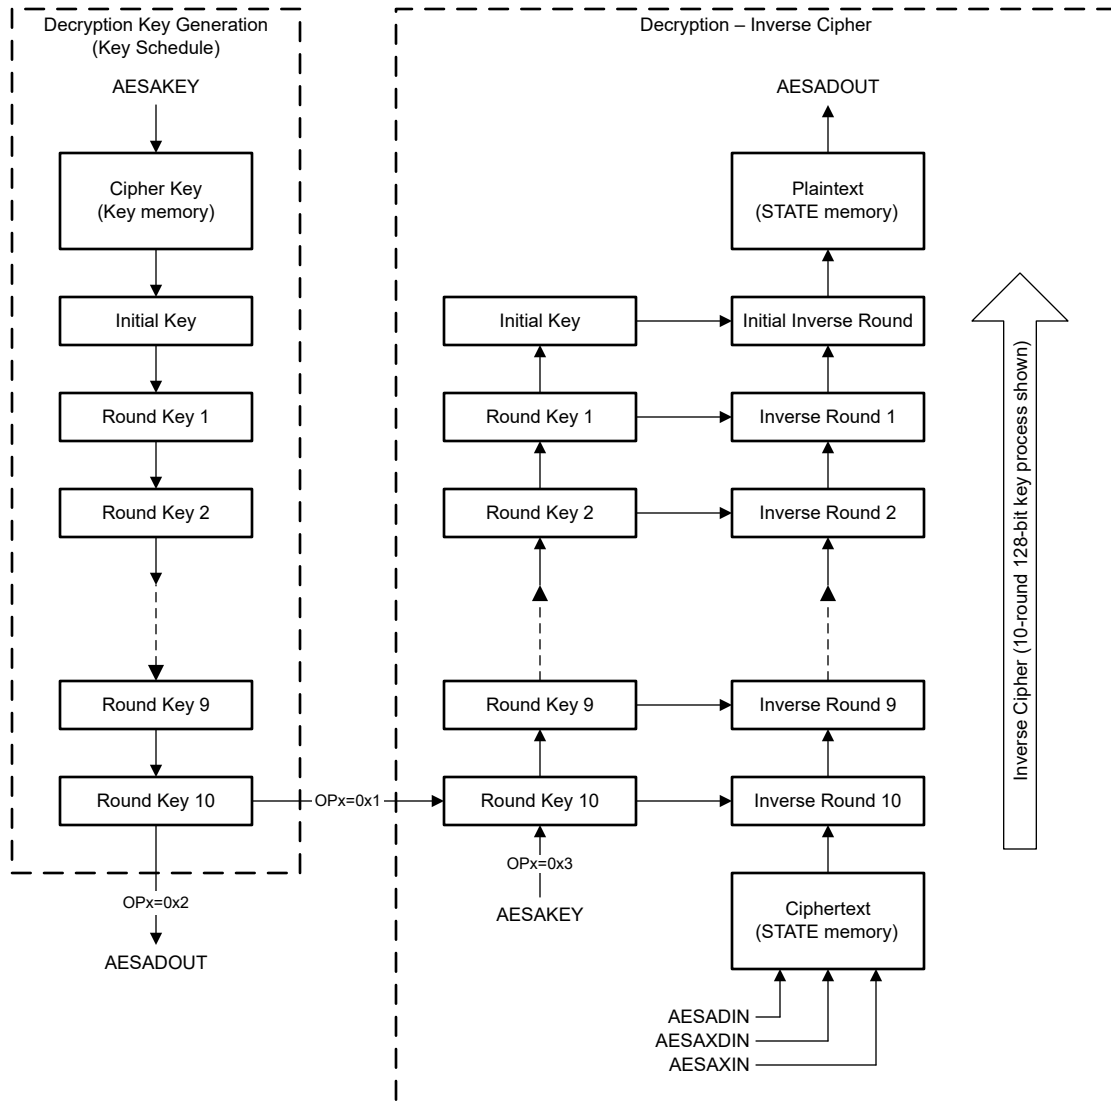 Decryption Key Generation
(Key Schedule)
AESAKEY
Cipher Key
(Key memory)
Initial Key
Round Key 1
Round Key 2
Round Key 9
Round Key 10
OPx=0x2
AESADOUT
OPx=0x1
Decryption – Inverse Cipher
AESADOUT
Plaintext
(STATE memory)
Initial Key
Initial Inverse Round
Round Key 1
Inverse Round 1
Round Key 2
Inverse Round 2
Round Key 9
Inverse Round 9
Round Key 10
Inverse Round 10
OPx=0x3
AESAKEY
Ciphertext
(STATE memory)
AESADIN
AESAXDIN
AESAXIN
Inverse Cipher (10-round 128-bit key process shown)